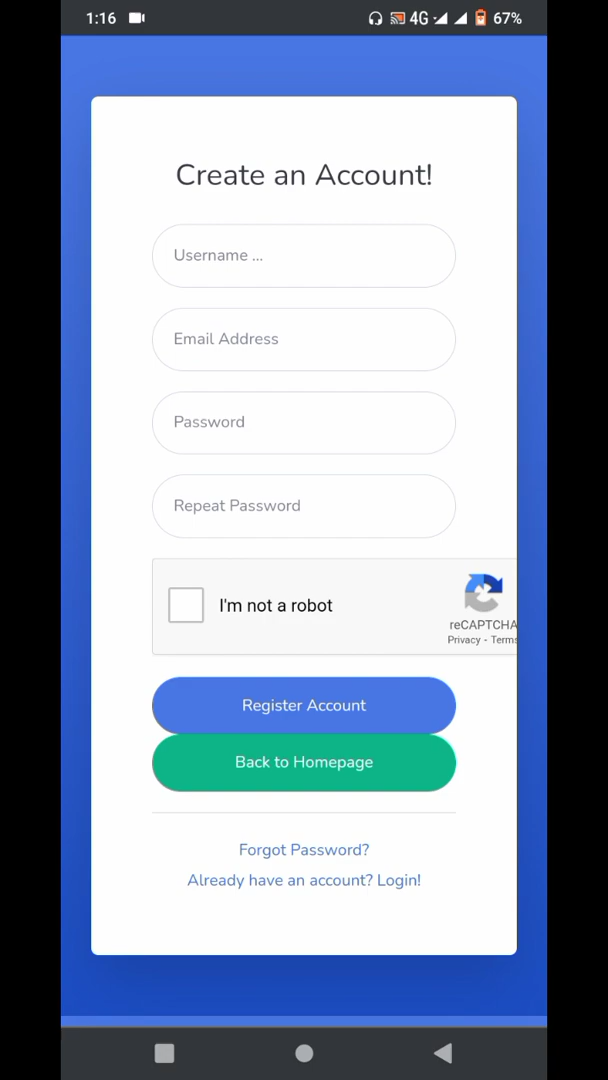 1:16 4G 67%
Create an Account!
Username ...
Email Address
Password
Repeat Password
I'm not a robot
reCAPTCHA
Privacy - Terms
Register Account
Back to Homepage
Forgot Password?
Already have an account? Login!